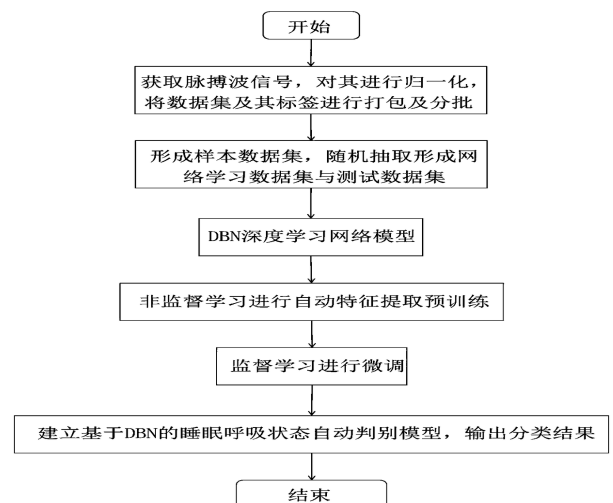 开始
获取脉搏波信号，对其进行归一化，
将数据集及其标签进行打包及分批
形成样本数据集，随机抽取形成网
络学习数据集与测试数据集
DBN深度学习网络模型
非监督学习进行自动特征提取预训练
监督学习进行微调
建立基于DBN的睡眠呼吸状态自动判别模型，输出分类结果
结束